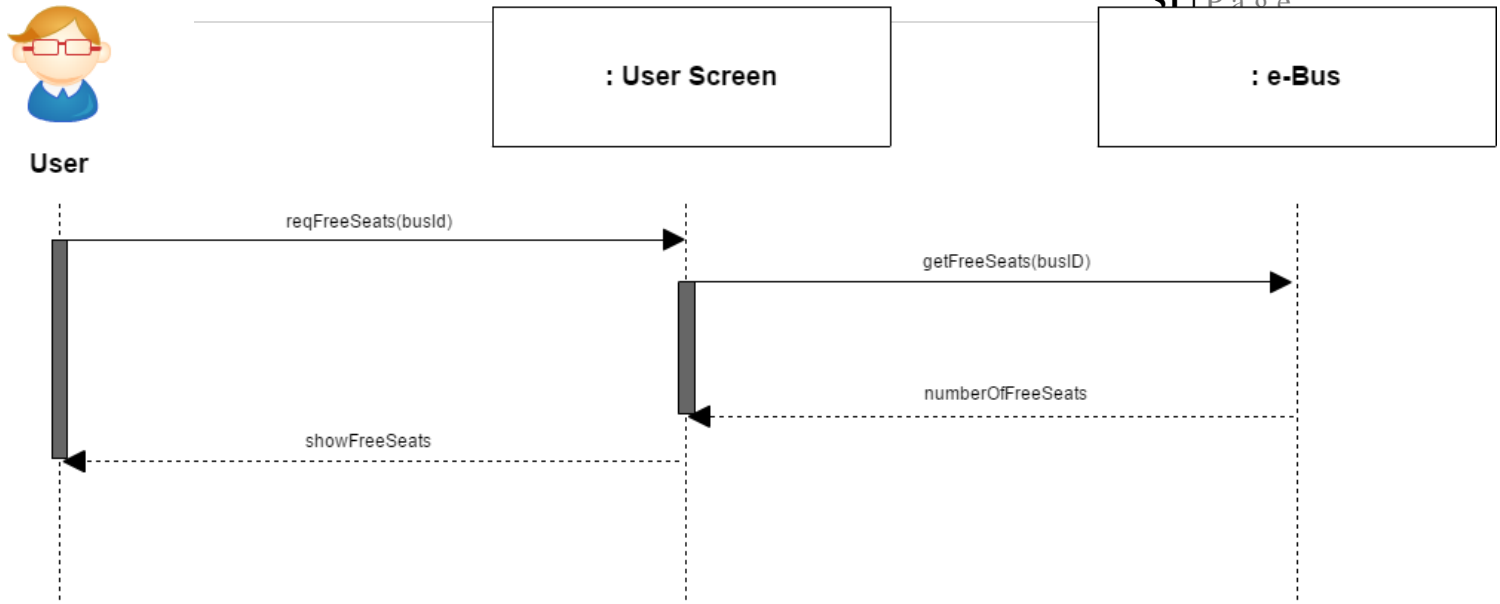 : User Screen
: e-Bus
User
reqFreeSeats(busId)
getFreeSeats(busID)
numberOfFreeSeats
showFreeSeats